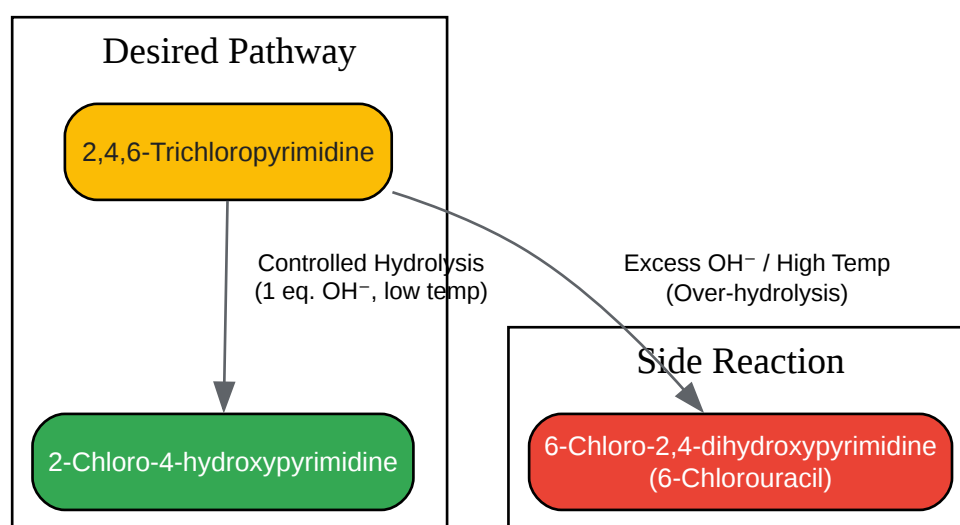 Desired Pathway
2,4,6-Trichloropyrimidine
Controlled Hydrolysis
(1 eq. OH⁻, low temp)
Excess OH⁻ / High Temp
(Over-hydrolysis)
Side Reaction
2-Chloro-4-hydroxypyrimidine
6-Chloro-2,4-dihydroxypyrimidine
(6-Chlorouracil)